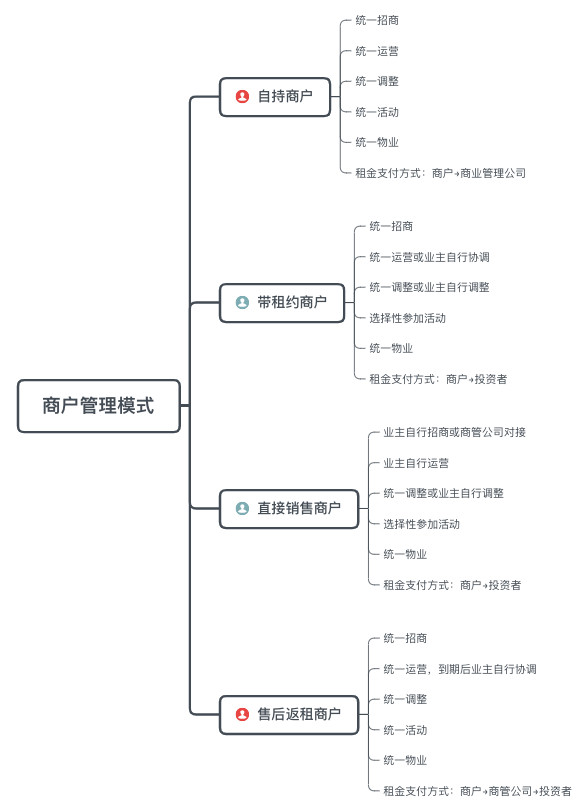 商户管理模式
自持商户
统一招商
统一运营
统一调整
统一活动
统一物业
租金支付方式：商户→商业管理公司
带租约商户
统一招商
统一运营或业主自行协调
统一调整或业主自行调整
选择性参加活动
统一物业
租金支付方式：商户→投资者
直接销售商户
业主自行招商或商管公司对接
业主自行运营
统一调整或业主自行调整
选择性参加活动
统一物业
租金支付方式：商户→投资者
售后返租商户
统一招商
统一运营，到期后业主自行协调
统一调整
统一活动
统一物业
租金支付方式：商户→商管公司→投资者